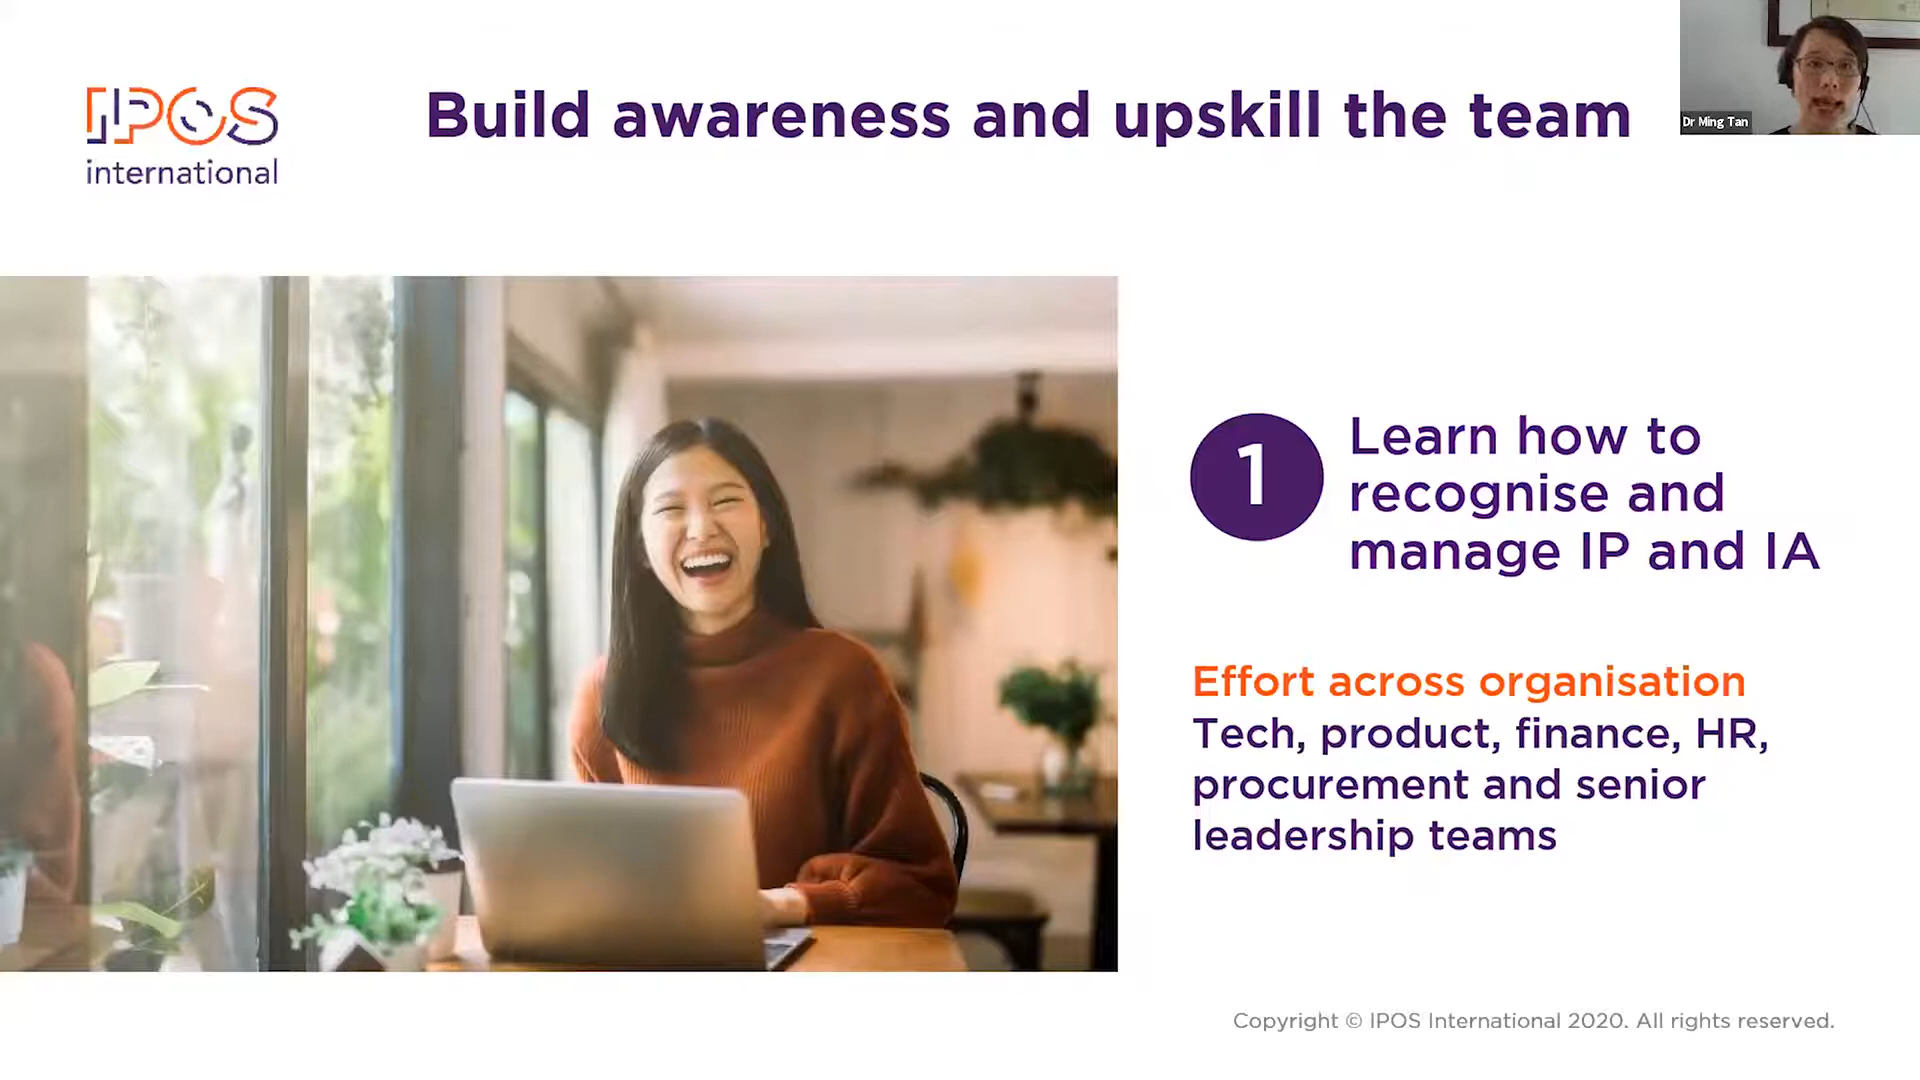 IPOS
international
Build awareness and upskill the team
Dr Ming Tan
1
Learn how to
recognise and
manage IP and IA
Effort across organisation
Tech, product, finance, HR,
procurement and senior
leadership teams
Copyright © IPOS International 2020. All rights reserved.